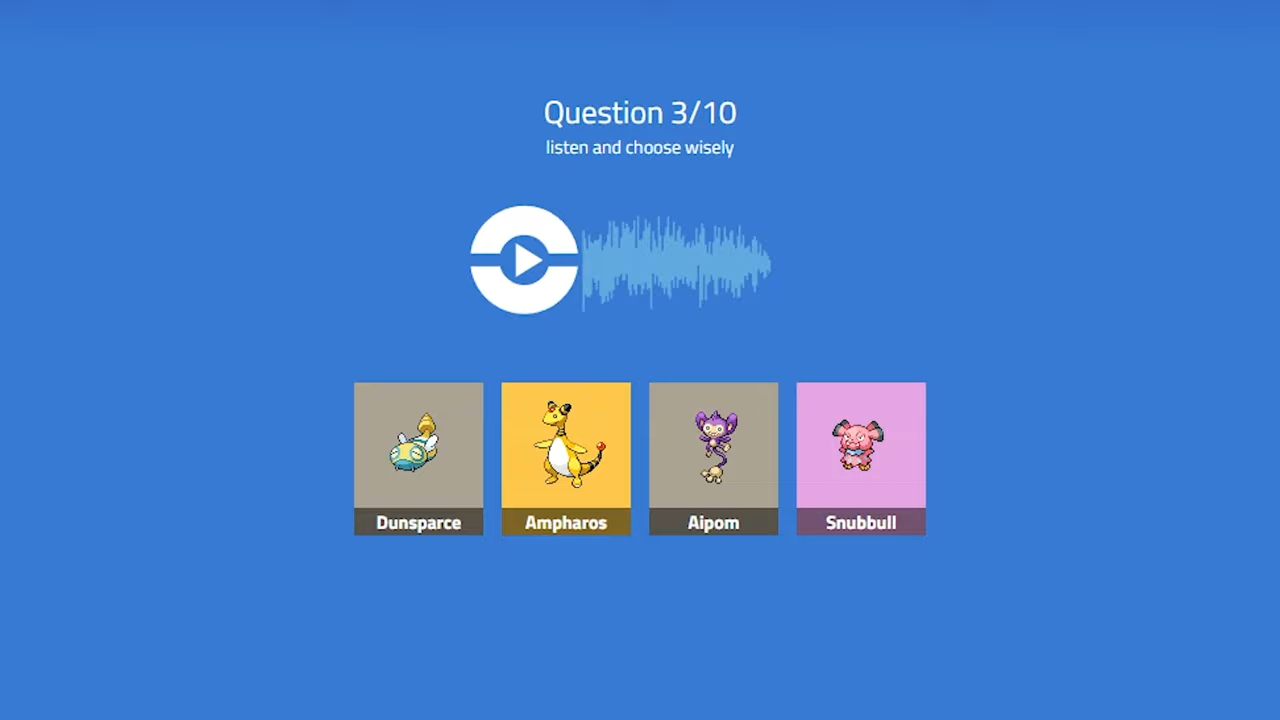 Question 3/10
listen and choose wisely
Dunsparce
Ampharos
Aipom
Snubbull